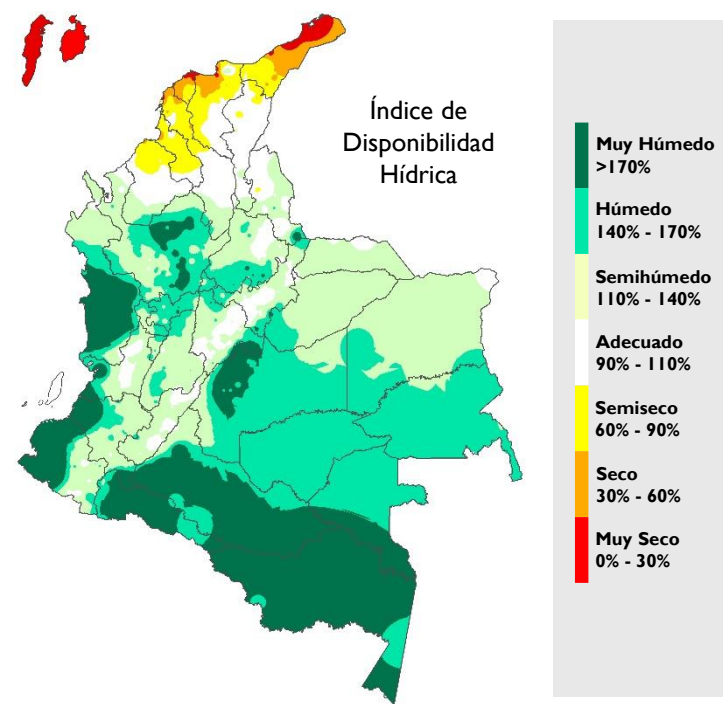 Índice de
Disponibilidad
Hídrica
Muy Húmedo
>170%
Húmedo
140% - 170%
Semihúmedo
110% - 140%
Adecuado
90% - 110%
Semiseco
60% - 90%
Seco
30% - 60%
Muy Seco
0% - 30%